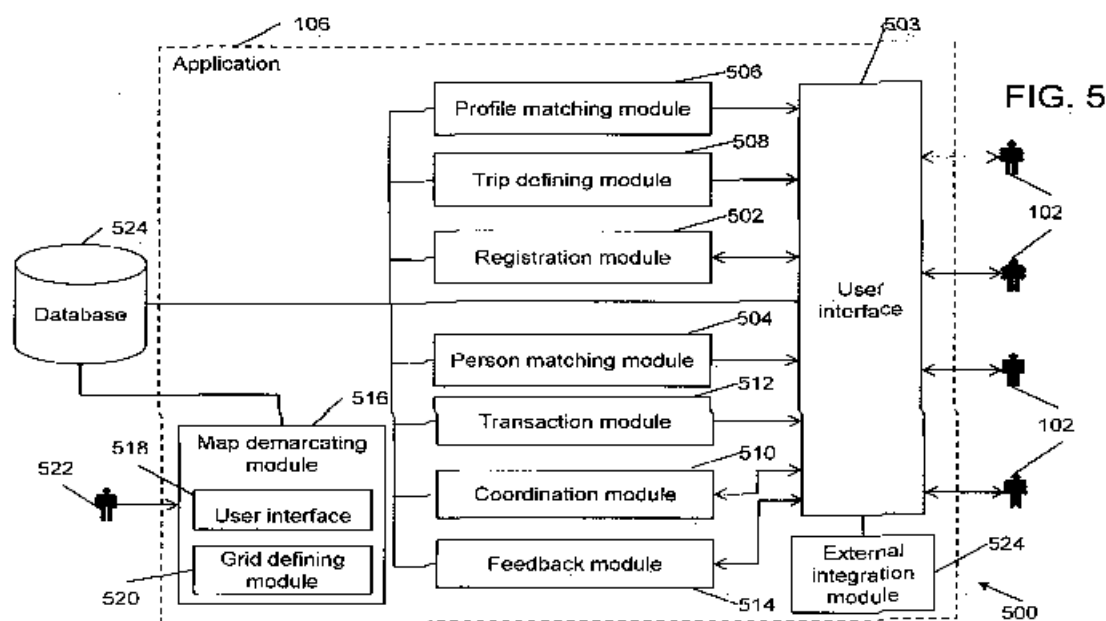 106
503
Application
506
FIG. 5
Profile matching module
508
Trip defining module
102
524
502
Registration module
User
interface
Database
504
Person matching module
516
512
Map demarcating
module
Transaction module
518
102
522
510
User interface
Coordination module
Grid defining
module
External
integration
module
524
Feedback module
520
514
500